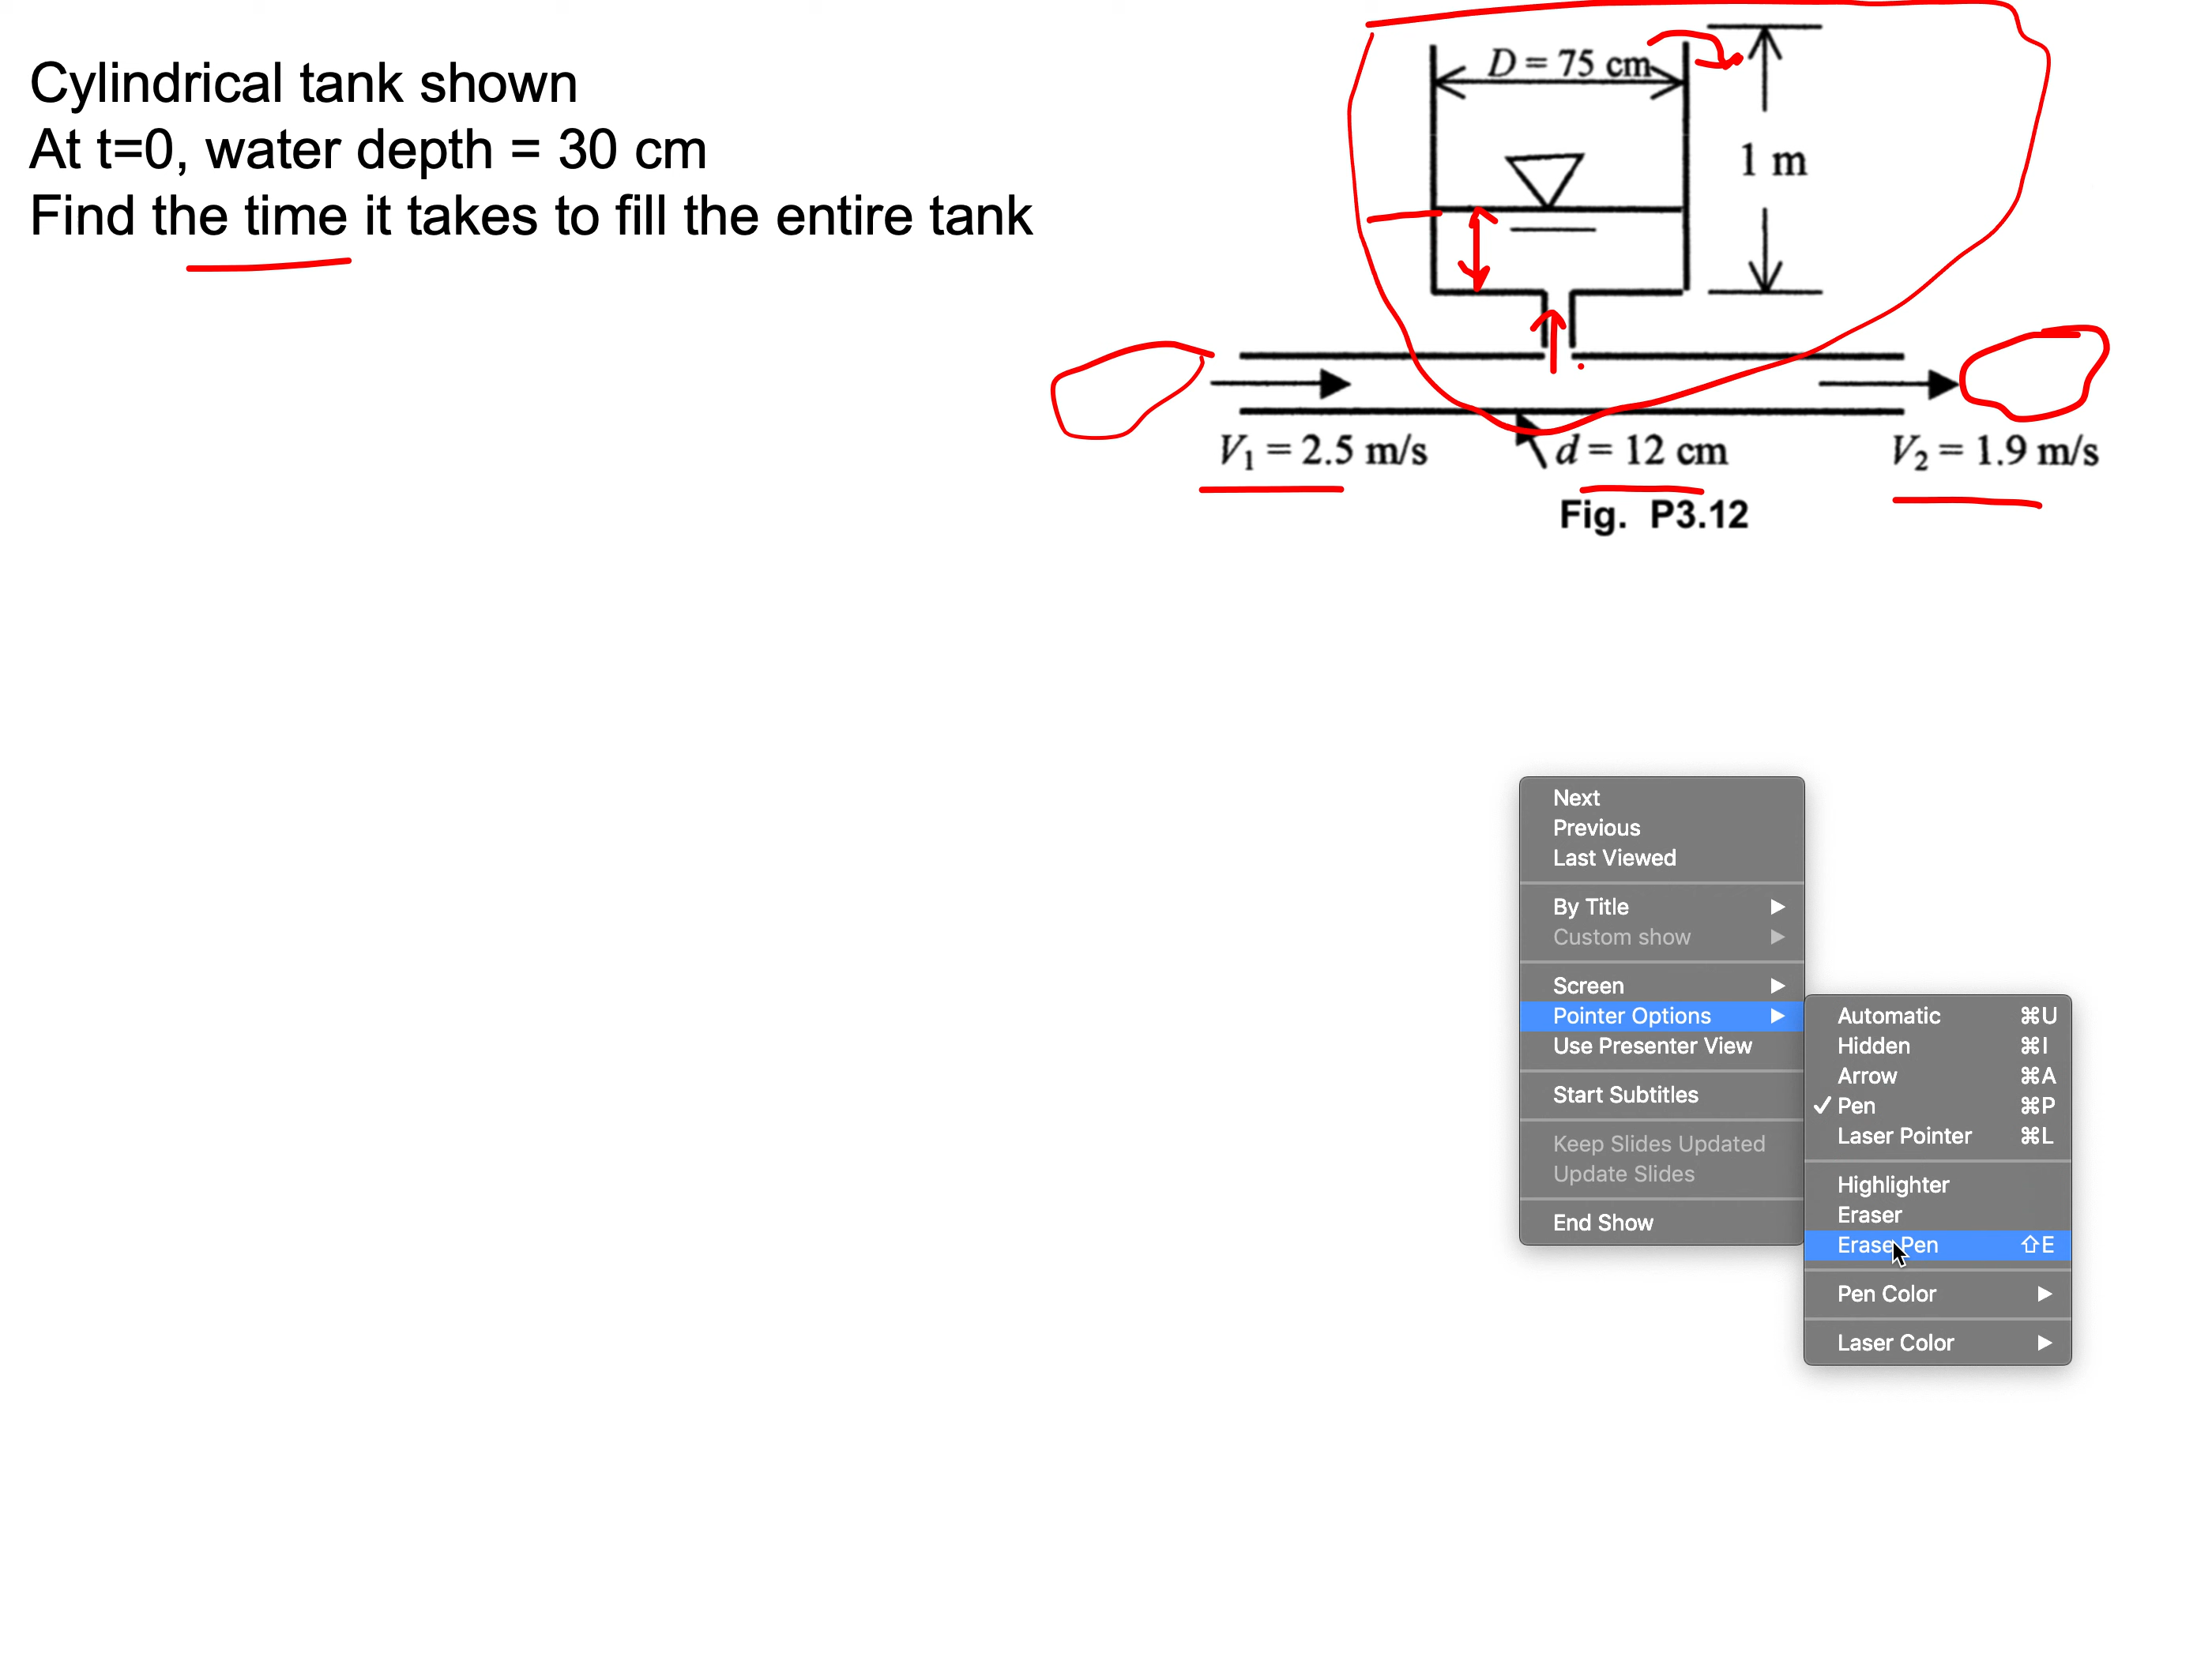 Cylindrical tank shown
At t=0, water depth = 30 cm
Find the time it takes to fill the entire tank
D = 75 cm
1 m
V₁ = 2.5 m/s
d = 12 cm
V₂ = 1.9 m/s
Fig. P3.12
Next
Previous
Last Viewed
By Title ▶
Custom show ▶
Screen ▶
Pointer Options ▶
Use Presenter View
Start Subtitles
Keep Slides Updated
Update Slides
End Show
Automatic ⌘U
Hidden ⌘I
Arrow ⌘A
✓ Pen ⌘P
Laser Pointer ⌘L
Highlighter
Eraser
Erase Pen ⇧E
Pen Color ▶
Laser Color ▶